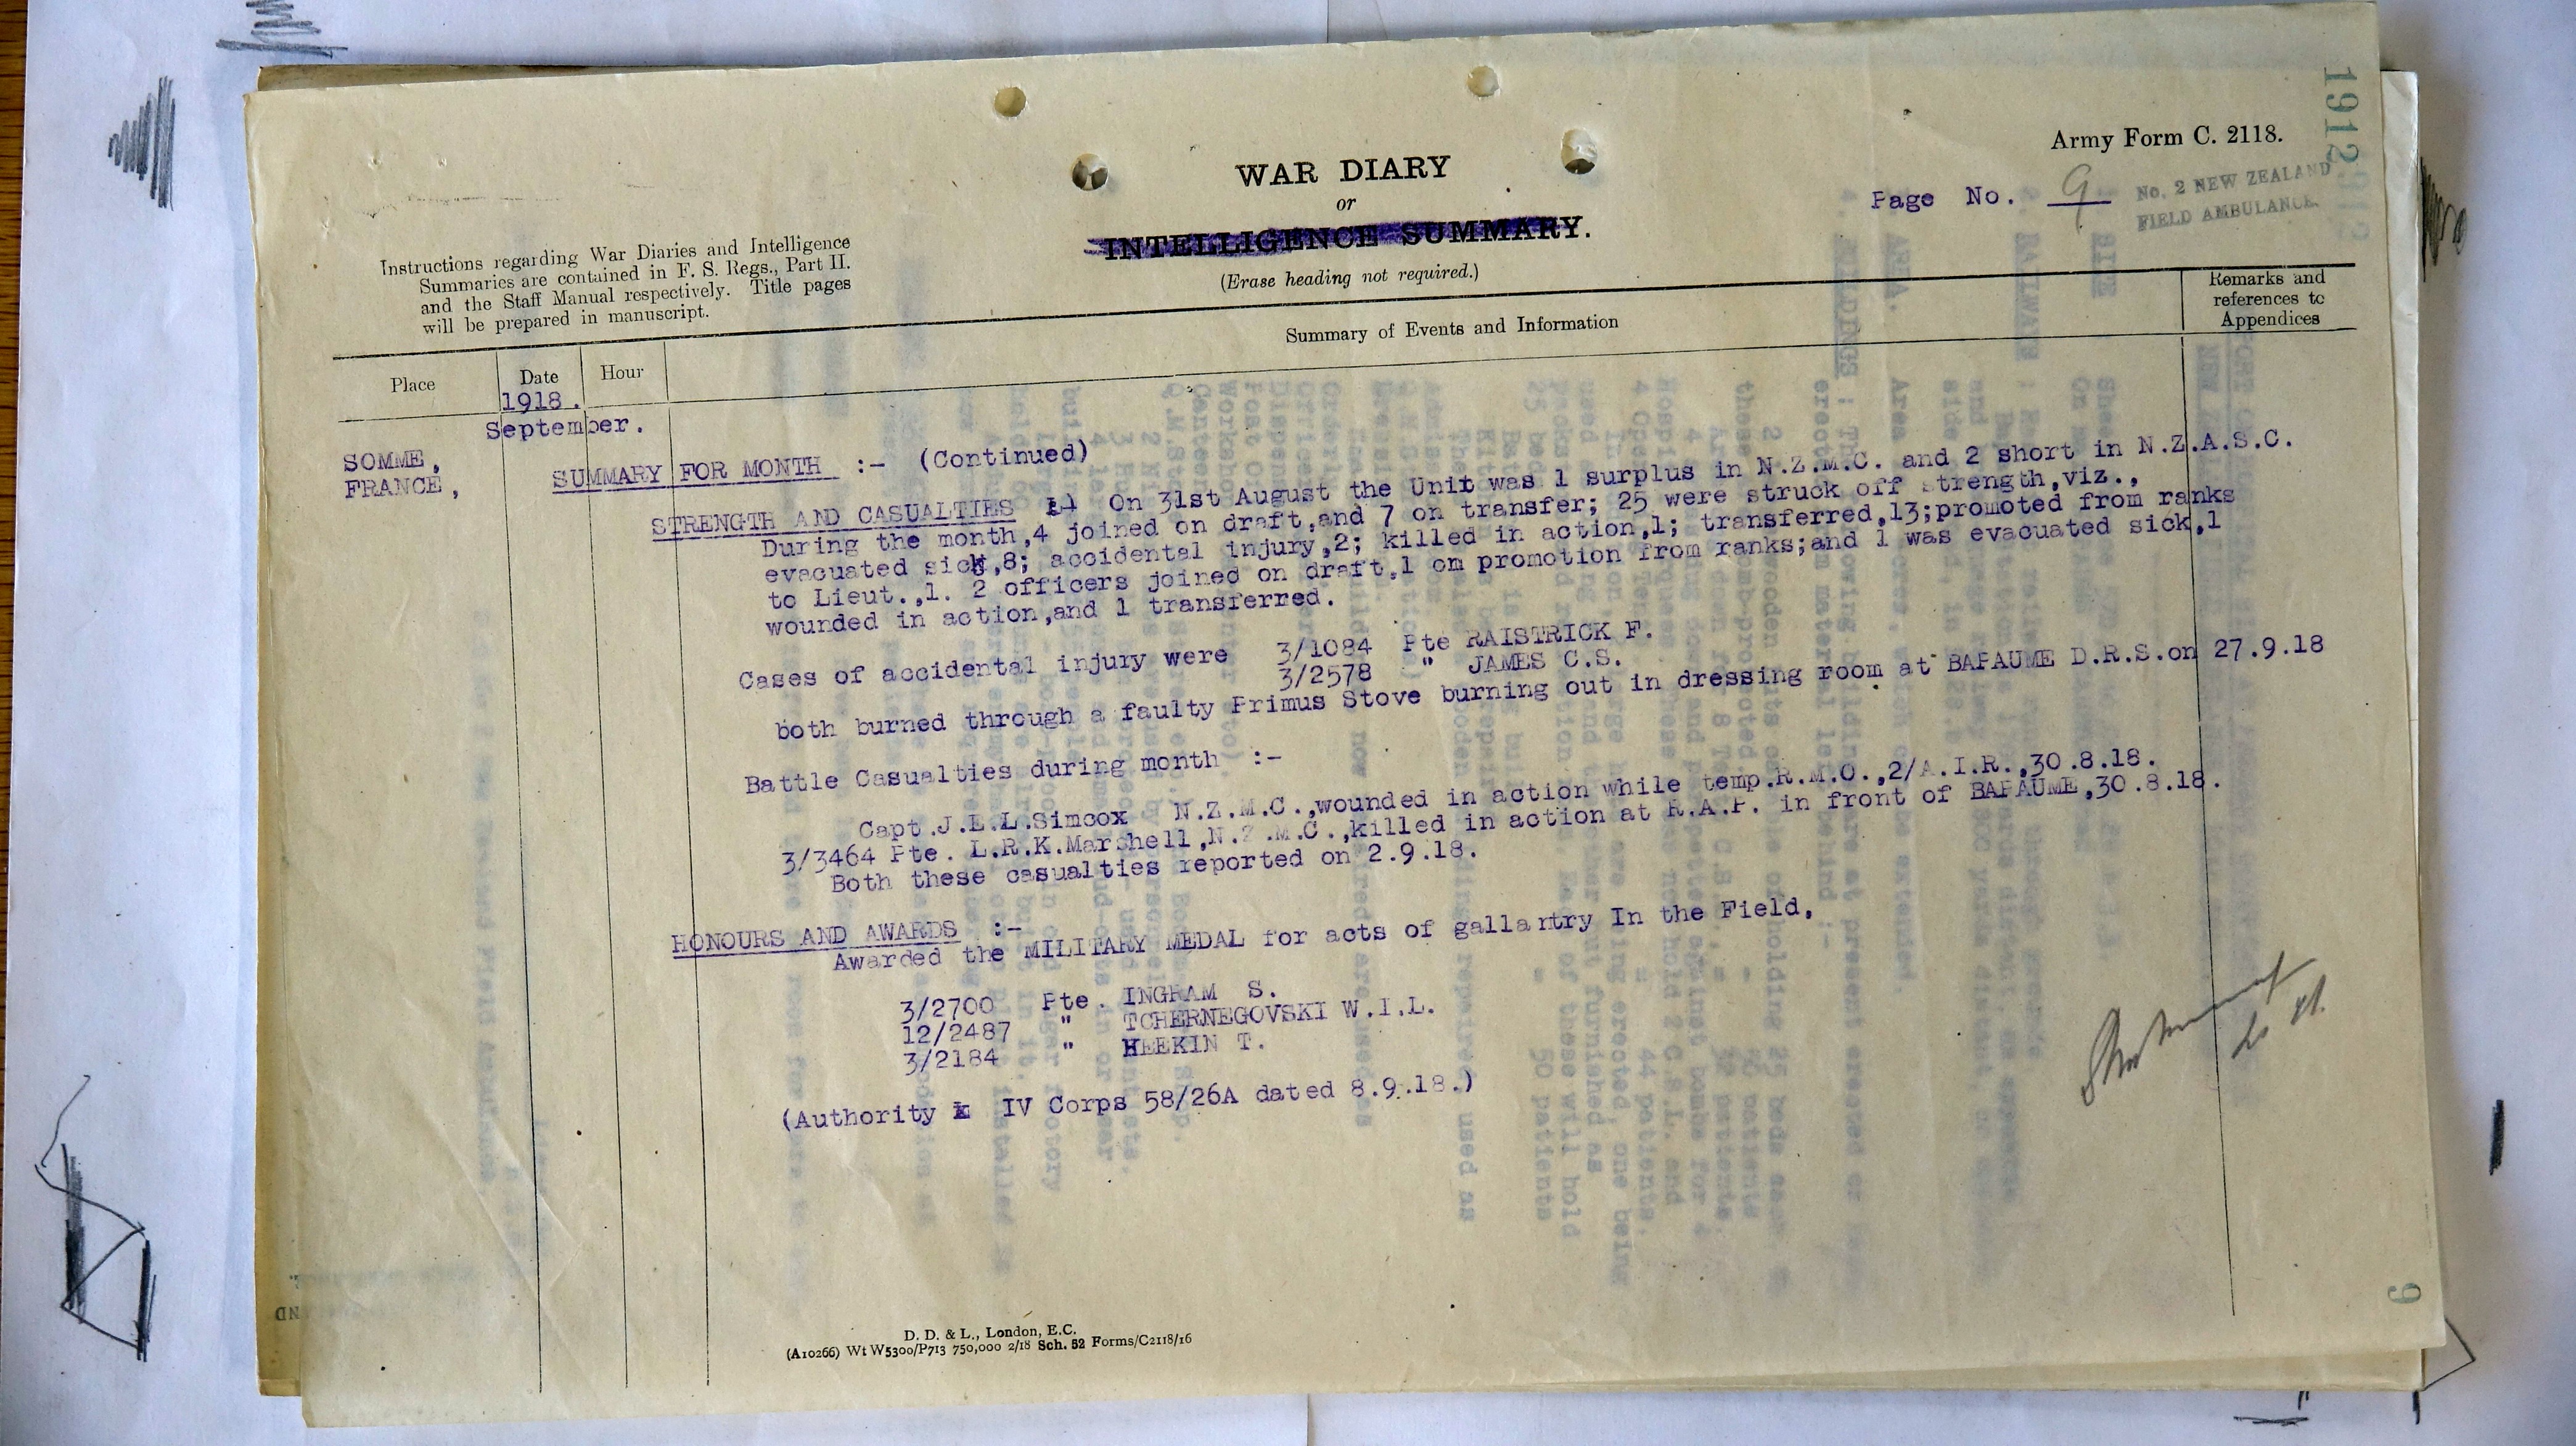 Army Form C. 2118.
WAR DIARY
or
INTELLIGENCE SUMMARY.
(Erase heading not required.)
Page No. 9
No. 2 NEW ZEALAND
FIELD AMBULANCE.
1912
Instructions regarding War Diaries and Intelligence
Summaries are contained in F. S. Regs., Part II.
and the Staff Manual respectively. Title pages
will be prepared in manuscript.
Place
Date
Hour
Summary of Events and Information
Remarks and
references to
Appendices
1918.
September.
SOMME,
FRANCE,
SUMMARY FOR MONTH :- (Continued)
STRENGTH AND CASUALTIES On 31st August the Unit was 1 surplus in N.Z.M.C. and 2 short in N.Z.A.S.C.
During the month,4 joined on draft,and 7 on transfer; 25 were struck off strength,viz.,
evacuated sick,8; accidental injury,2; killed in action,1; transferred,13;promoted from ranks
to Lieut.,1. 2 officers joined on draft,1 on promotion from ranks;and 1 was evacuated sick,1
wounded in action,and 1 transferred.
Cases of accidental injury were 3/1084 Pte RAISTRICK F.
3/2578 " JAMES C.S.
both burned through a faulty Primus Stove burning out in dressing room at BAPAUME D.R.S.on 27.9.18
Battle Casualties during month :-
Capt.J.L.L.Simcox N.Z.M.C.,wounded in action while temp.R.M.O.,2/A.I.R.,30.8.18.
3/3464 Pte. L.R.K.Marshell,N.Z.M.C.,killed in action at R.A.P. in front of BAPAUME,30.8.18.
Both these casualties reported on 2.9.18.
HONOURS AND AWARDS :-
Awarded the MILITARY MEDAL for acts of gallantry In the Field,
3/2700 Pte. INGRAM S.
12/2487 " TCHERNEGOVSKI W.I.L.
3/2184 " HEEKIN T.
(Authority IV Corps 58/26A dated 8.9.18.)
D. D. & L., London, E.C.
(A10266) Wt W5300/P713 750,000 2/18 Sch. 52 Forms/C2118/16
9